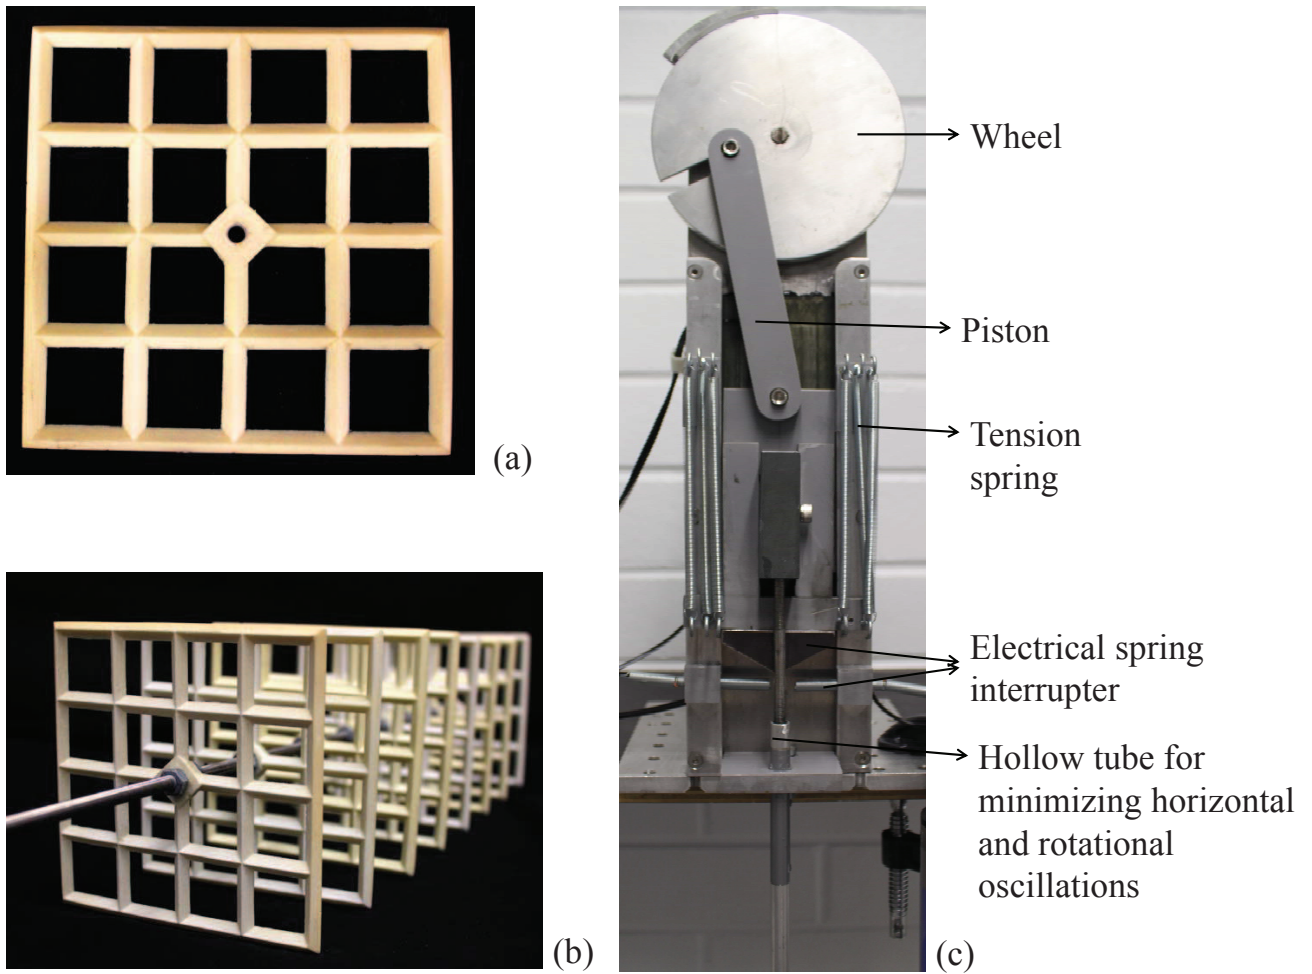 (a)
(b)
Wheel
Piston
Tension
spring
Electrical spring
interrupter
Hollow tube for
minimizing horizontal
and rotational
oscillations
(c)